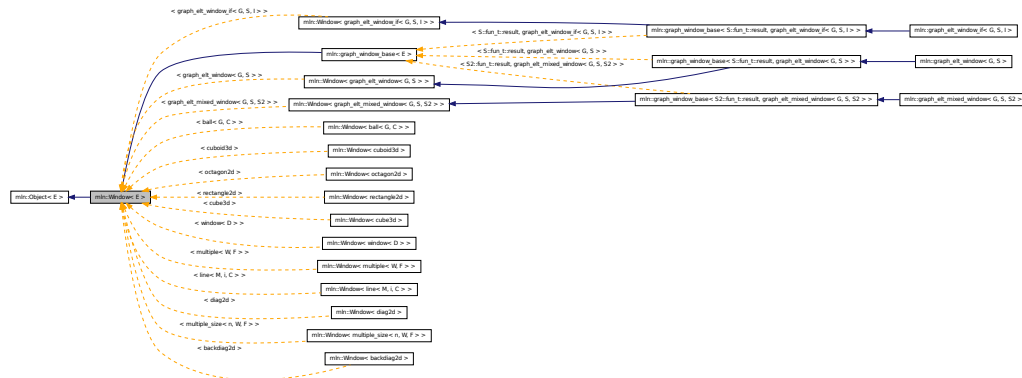 < graph_elt_window_if< G, S, I > >
mln::Window< graph_elt_window_if< G, S, I > >
mln::graph_window_base< S::fun_t::result, graph_elt_window_if< G, S, I > >
mln::graph_elt_window_if< G, S, I >
< S::fun_t::result, graph_elt_window_if< G, S, I > >
mln::graph_window_base< E >
< S::fun_t::result, graph_elt_window< G, S > >
mln::graph_window_base< S::fun_t::result, graph_elt_window< G, S > >
mln::graph_elt_window< G, S >
< S2::fun_t::result, graph_elt_mixed_window< G, S, S2 > >
< graph_elt_window< G, S > >
mln::Window< graph_elt_window< G, S > >
< graph_elt_mixed_window< G, S, S2 > >
mln::Window< graph_elt_mixed_window< G, S, S2 > >
mln::graph_window_base< S2::fun_t::result, graph_elt_mixed_window< G, S, S2 > >
mln::graph_elt_mixed_window< G, S, S2 >
< ball< G, C > >
mln::Window< ball< G, C > >
< cuboid3d >
mln::Window< cuboid3d >
< octagon2d >
mln::Window< octagon2d >
mln::Object< E >
mln::Window< E >
< rectangle2d >
mln::Window< rectangle2d >
< cube3d >
mln::Window< cube3d >
< window< D > >
mln::Window< window< D > >
< multiple< W, F > >
mln::Window< multiple< W, F > >
< line< M, i, C > >
mln::Window< line< M, i, C > >
< diag2d >
mln::Window< diag2d >
< multiple_size< n, W, F > >
mln::Window< multiple_size< n, W, F > >
< backdiag2d >
mln::Window< backdiag2d >